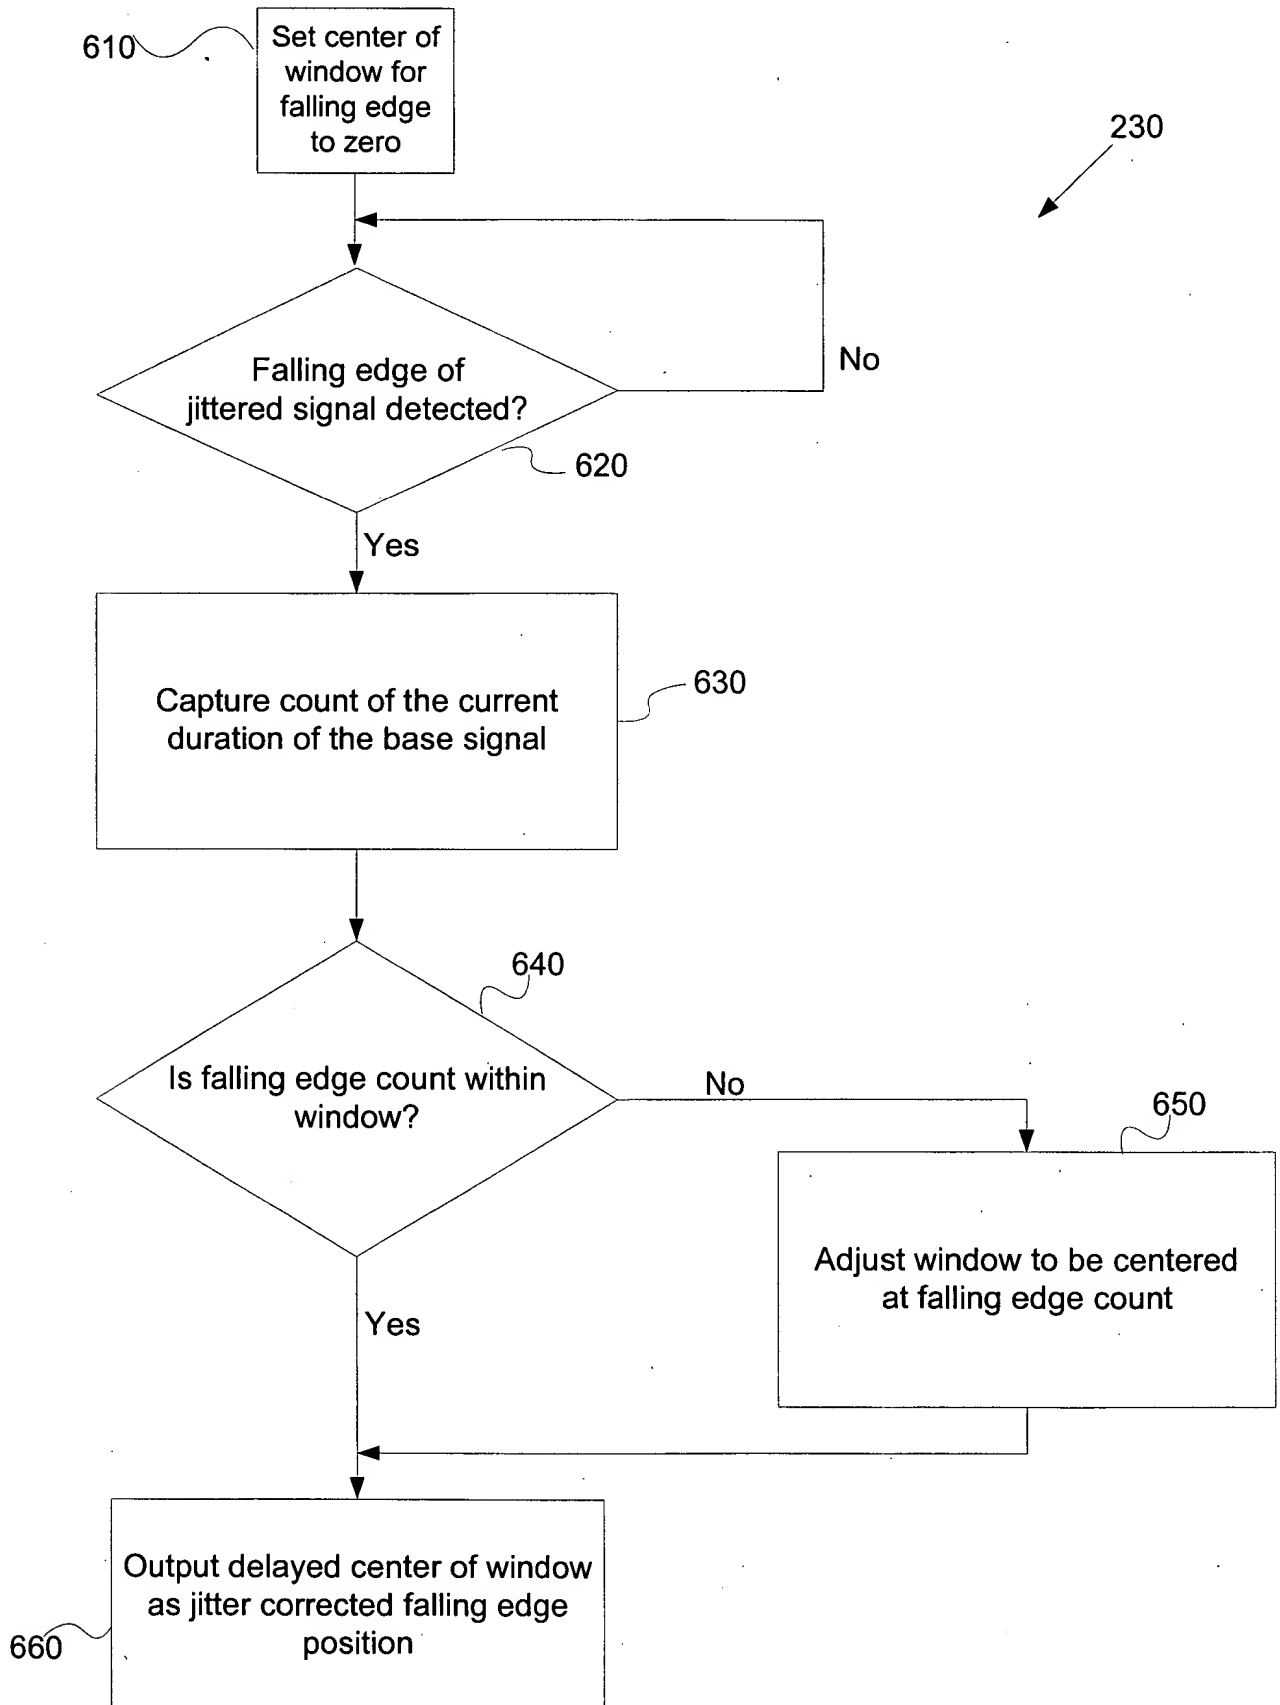 610
Set center of
window for
falling edge
to zero
230
Falling edge of
jittered signal detected?
No
620
Yes
Capture count of the current
duration of the base signal
630
640
Is falling edge count within
window?
No
650
Adjust window to be centered
at falling edge count
Yes
Output delayed center of window
as jitter corrected falling edge
position
660